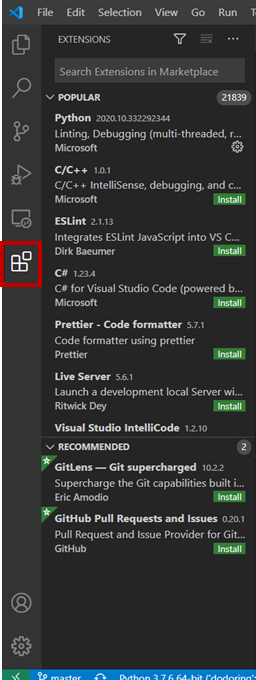 File Edit Selection View Go Run
EXTENSIONS
Search Extensions in Marketplace
POPULAR 21839
Python 2020.10.332292344
Linting, Debugging (multi-threaded, r...
Microsoft
C/C++ 1.0.1
C/C++ IntelliSense, debugging, and c...
Microsoft Install
ESLint 2.1.13
Integrates ESLint JavaScript into VS C...
Dirk Baeumer Install
C# 1.23.4
C# for Visual Studio Code (powered b...
Microsoft Install
Prettier - Code formatter 5.7.1
Code formatter using prettier
Prettier Install
Live Server 5.6.1
Launch a development local Server wi...
Ritwick Dey Install
Visual Studio IntelliCode 1.2.10
RECOMMENDED 2
GitLens — Git supercharged 10.2.2
Supercharge the Git capabilities built i...
Eric Amodio Install
GitHub Pull Requests and Issues 0.20.1
Pull Request and Issue Provider for Git...
GitHub Install
master Python 3.7.6 64-bit ('dodoring'